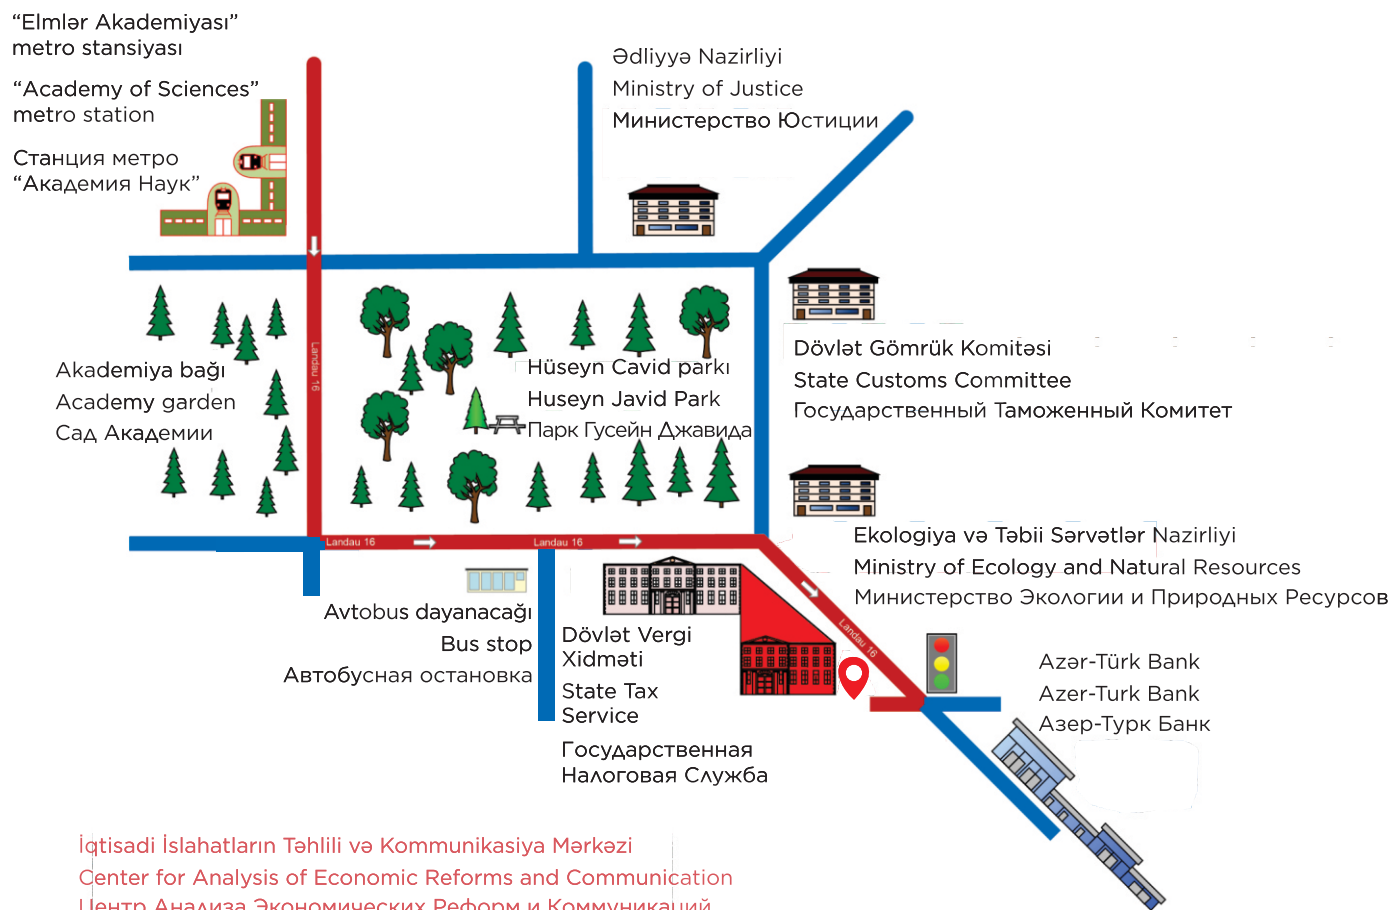 “Elmlər Akademiyası”
metro stansiyası
“Academy of Sciences”
metro station
Станция метро
“Академия Наук”
Ədliyyə Nazirliyi
Ministry of Justice
Министерство Юстиции
Dövlət Gömrük Komitəsi
State Customs Committee
Государственный Таможенный Комитет
Landau 16
Akademiya bağı
Academy garden
Сад Академии
Hüseyn Cavid parkı
Huseyn Javid Park
Парк Гусейн Джавида
Landau 16
Landau 16
Ekologiya və Təbii Sərvətlər Nazirliyi
Ministry of Ecology and Natural Resources
Министерство Экологии и Природных Ресурсов
Avtobus dayanacağı
Bus stop
Автобусная остановка
Dövlət Vergi
Xidməti
State Tax
Service
Государственная
Налоговая Служба
Landau 16
Azər-Türk Bank
Azer-Turk Bank
Азер-Турк Банк
İqtisadi İslahatların Təhlili və Kommunikasiya Mərkəzi
Center for Analysis of Economic Reforms and Communication
Центр Анализа Экономических Реформ и Коммуникаций